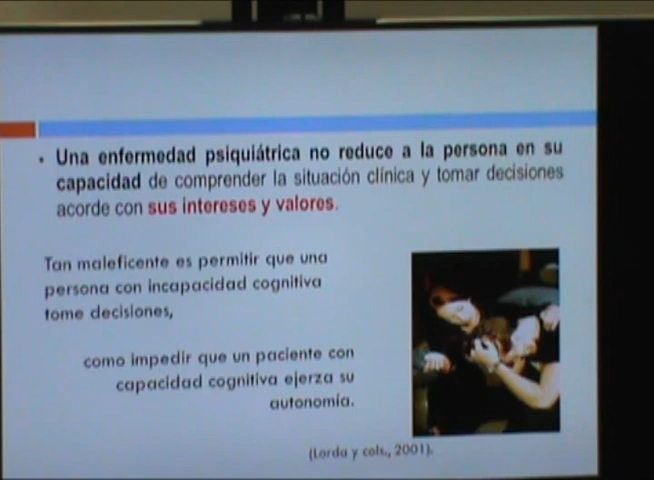 • Una enfermedad psiquiátrica no reduce a la persona en su
capacidad de comprender la situación clínica y tomar decisiones
acorde con sus intereses y valores.
Tan maleficente es permitir que una
persona con incapacidad cognitiva
tome decisiones,
como impedir que un paciente con
capacidad cognitiva ejerza su
autonomía.
(Lorda y cols., 2001).